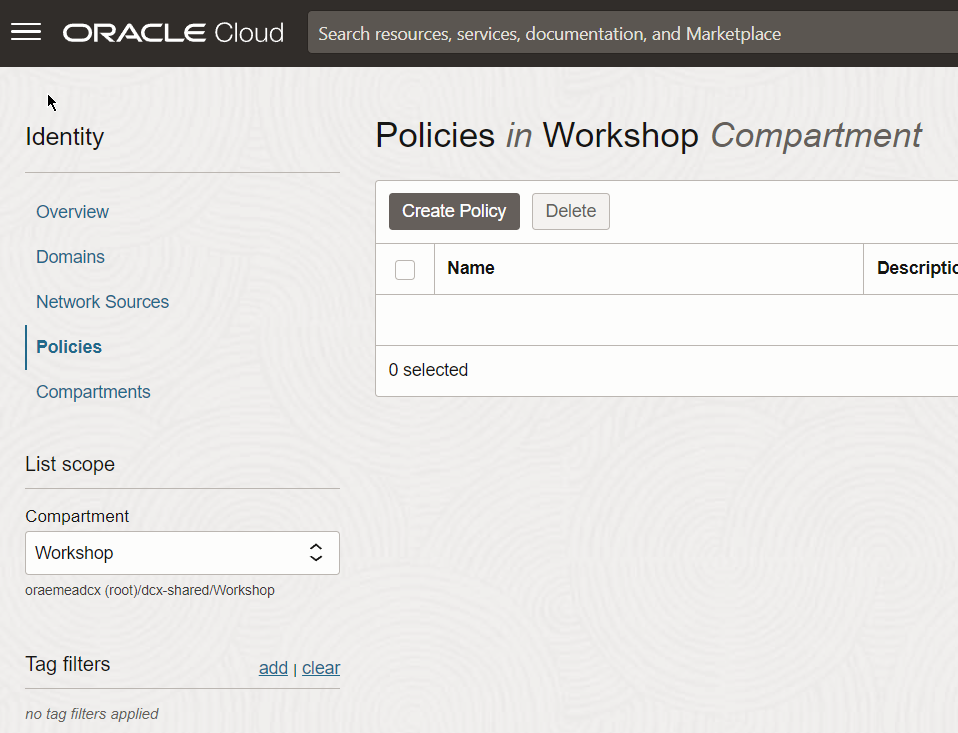 ORACLE Cloud
Search resources, services, documentation, and Marketplace
Identity
Overview
Domains
Network Sources
Policies
Compartments
List scope
Compartment
Workshop
oraemeadcx (root)/dcx-shared/Workshop
Tag filters
add | clear
no tag filters applied
Policies in Workshop Compartment
Create Policy
Delete
Name
Descriptio
0 selected